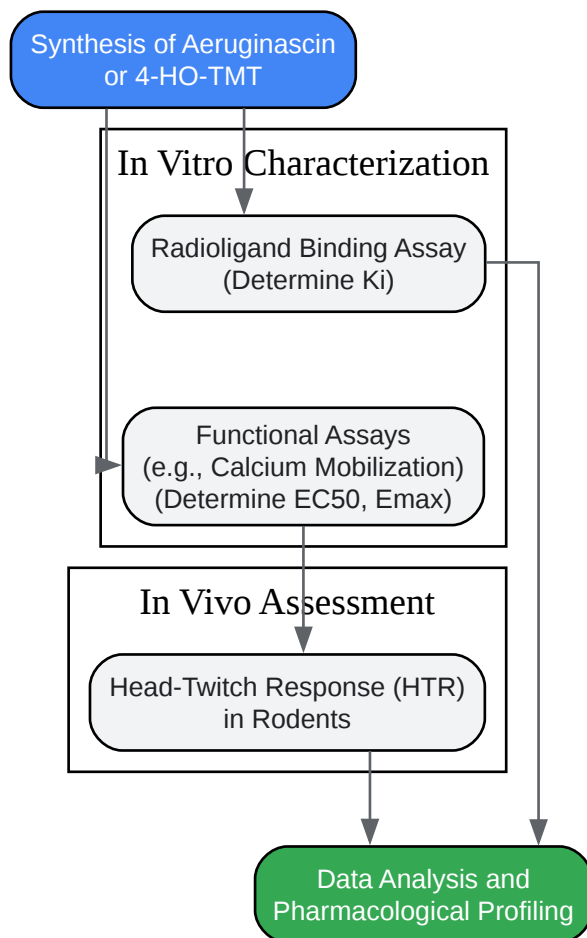 Synthesis of Aeruginascin
or 4-HO-TMT
In Vitro Characterization
Radioligand Binding Assay
(Determine Ki)
Functional Assays
(e.g., Calcium Mobilization)
(Determine EC50, Emax)
In Vivo Assessment
Head-Twitch Response (HTR)
in Rodents
Data Analysis and
Pharmacological Profiling